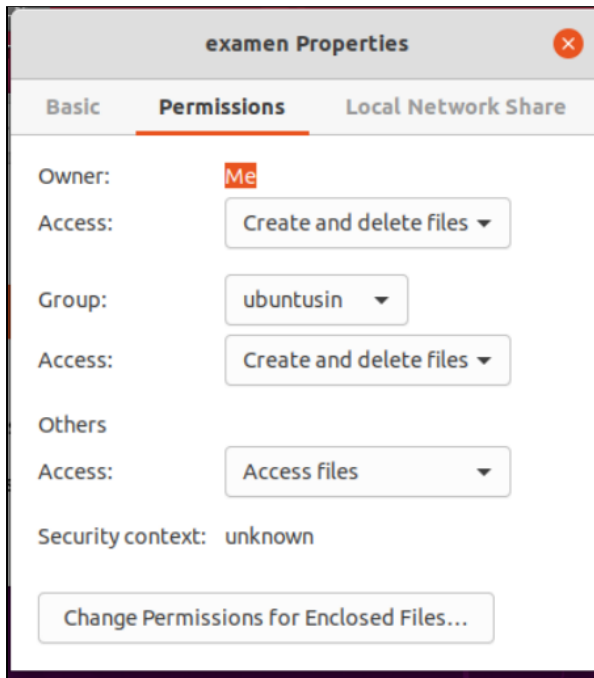 examen Properties
Basic Permissions Local Network Share
Owner: Me
Access: Create and delete files
Group: ubuntusin
Access: Create and delete files
Others
Access: Access files
Security context: unknown
Change Permissions for Enclosed Files...